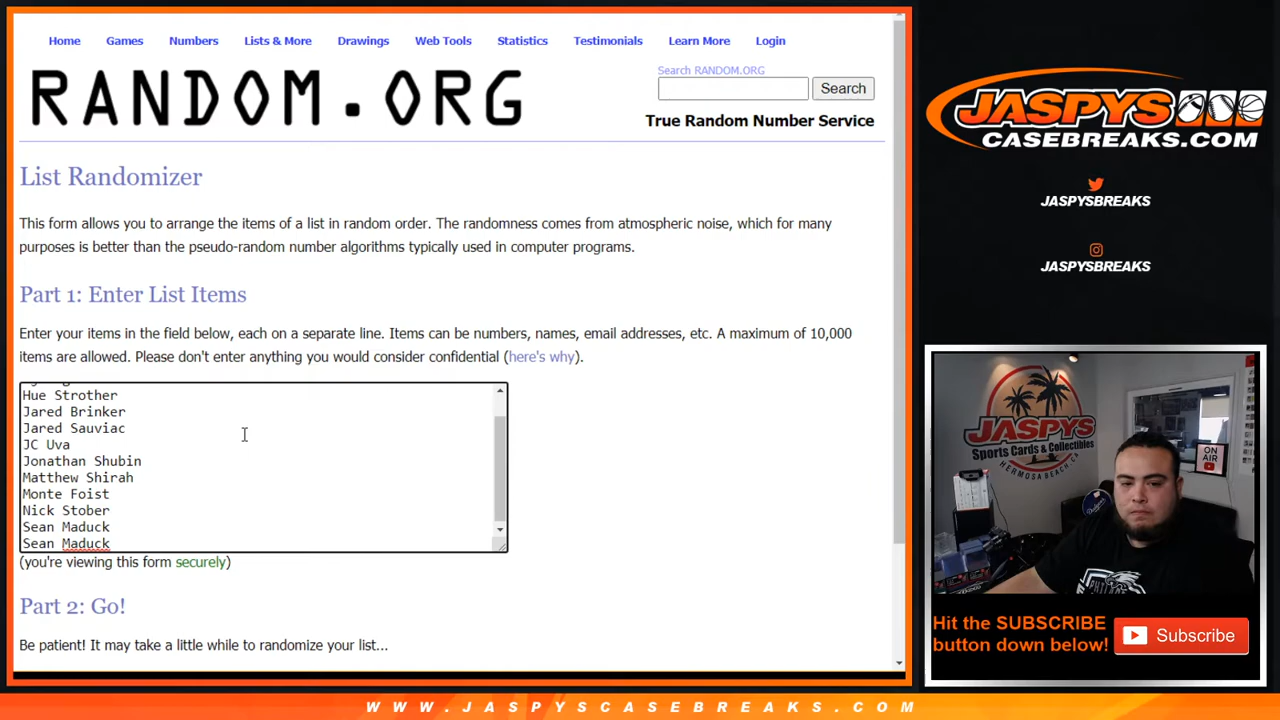 Home Games Numbers Lists & More Drawings Web Tools Statistics Testimonials Learn More Login
RANDOM.ORG
Search RANDOM.ORG
Search
True Random Number Service
List Randomizer
This form allows you to arrange the items of a list in random order. The randomness comes from atmospheric noise, which for many
purposes is better than the pseudo-random number algorithms typically used in computer programs.
Part 1: Enter List Items
Enter your items in the field below, each on a separate line. Items can be numbers, names, email addresses, etc. A maximum of 10,000
items are allowed. Please don't enter anything you would consider confidential (here's why).
Hue Strother
Jared Brinker
Jared Sauviac
JC Uva
Jonathan Shubin
Matthew Shirah
Monte Foist
Nick Stober
Sean Maduck
Sean Maduck
(you're viewing this form securely)
Part 2: Go!
Be patient! It may take a little while to randomize your list...
JASPYS
CASEBREAKS.COM
JASPYSBREAKS
JASPYSBREAKS
JASPYS
Sports Cards & Collectibles
HERMOSA BEACH, CA
ON AIR
Dodgers
Hit the SUBSCRIBE
button down below!
Subscribe
WWW.JASPYSCASEBREAKS.COM